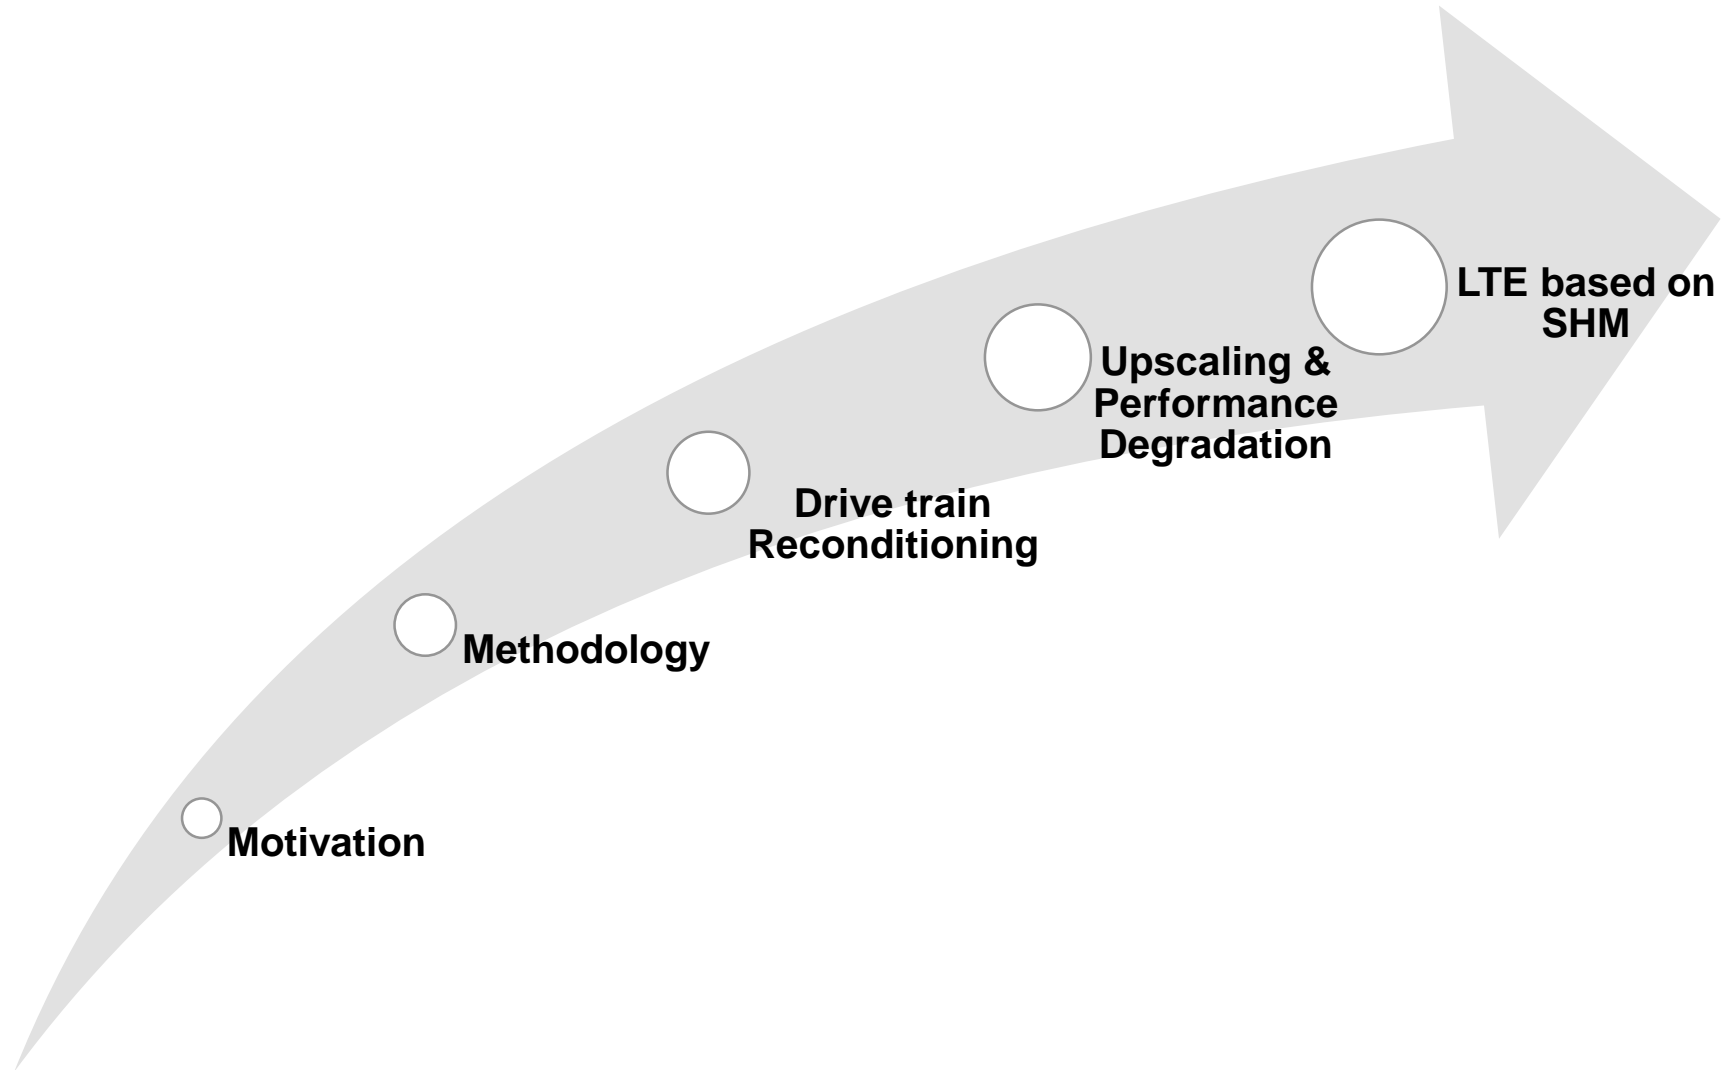 LTE based on
SHM
Upscaling &
Performance
Degradation
Drive train
Reconditioning
Methodology
Motivation